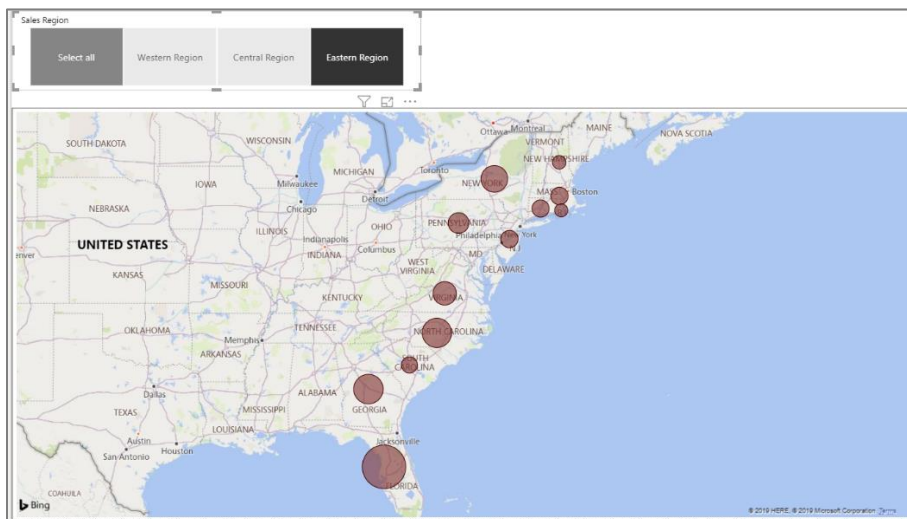 Sales Region
Select all
Western Region
Central Region
Eastern Region
Ottawa
Montreal
MAINE
NOVA SCOTIA
VERMONT
SOUTH DAKOTA
WISCONSIN
NEW HAMPSHIRE
MICHIGAN
Toronto
Milwaukee
NEW YORK
MASS
Boston
IOWA
Detroit
Chicago
NEBRASKA
PENNSYLVANIA
OHIO
ILLINOIS
Philadelphia
New York
UNITED STATES
Indianapolis
Columbus
NJ
MD
INDIANA
enver
WEST
VIRGINIA
DELAWARE
KANSAS
MISSOURI
KENTUCKY
VIRGINIA
OKLAHOMA
TENNESSEE
NORTH CAROLINA
Memphis
ARKANSAS
SOUTH
CAROLINA
Dallas
ALABAMA
MISSISSIPPI
GEORGIA
TEXAS
LOUISIANA
Austin
Jacksonville
San Antonio
Houston
FLORIDA
COAHUILA
Bing
© 2019 HERE, © 2019 Microsoft Corporation Terms